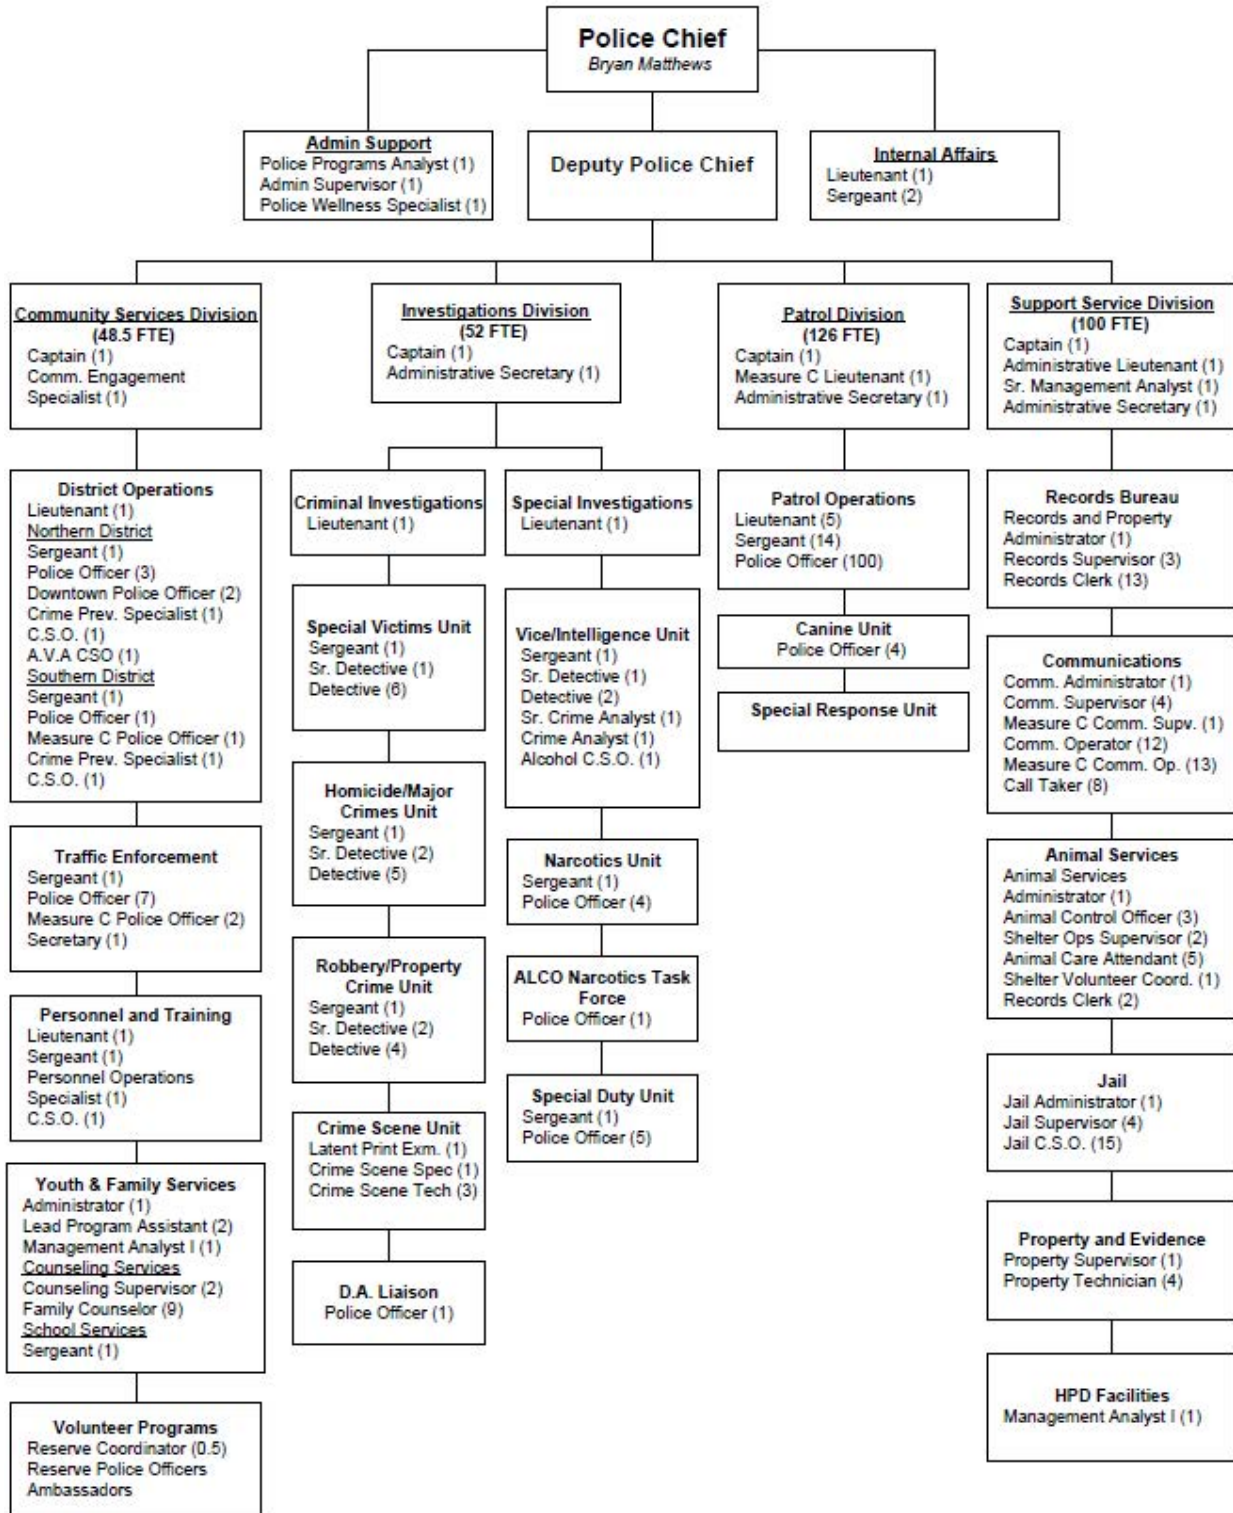 Police Chief
Bryan Matthews
Admin Support
Police Programs Analyst (1)
Admin Supervisor (1)
Police Wellness Specialist (1)
Deputy Police Chief
Internal Affairs
Lieutenant (1)
Sergeant (2)
Community Services Division
(48.5 FTE)
Captain (1)
Comm. Engagement
Specialist (1)
Investigations Division
(52 FTE)
Captain (1)
Administrative Secretary (1)
Patrol Division
(126 FTE)
Captain (1)
Measure C Lieutenant (1)
Administrative Secretary (1)
Support Service Division
(100 FTE)
Captain (1)
Administrative Lieutenant (1)
Sr. Management Analyst (1)
Administrative Secretary (1)
District Operations
Lieutenant (1)
Northern District
Sergeant (1)
Police Officer (3)
Downtown Police Officer (2)
Crime Prev. Specialist (1)
C.S.O. (1)
A.V.A CSO (1)
Southern District
Sergeant (1)
Police Officer (1)
Measure C Police Officer (1)
Crime Prev. Specialist (1)
C.S.O. (1)
Traffic Enforcement
Sergeant (1)
Police Officer (7)
Measure C Police Officer (2)
Secretary (1)
Personnel and Training
Lieutenant (1)
Sergeant (1)
Personnel Operations
Specialist (1)
C.S.O. (1)
Youth & Family Services
Administrator (1)
Lead Program Assistant (2)
Management Analyst I (1)
Counseling Services
Counseling Supervisor (2)
Family Counselor (9)
School Services
Sergeant (1)
Volunteer Programs
Reserve Coordinator (0.5)
Reserve Police Officers
Ambassadors
Criminal Investigations
Lieutenant (1)
Special Victims Unit
Sergeant (1)
Sr. Detective (1)
Detective (6)
Homicide/Major
Crimes Unit
Sergeant (1)
Sr. Detective (2)
Detective (5)
Robbery/Property
Crime Unit
Sergeant (1)
Sr. Detective (2)
Detective (4)
Crime Scene Unit
Latent Print Exm. (1)
Crime Scene Spec (1)
Crime Scene Tech (3)
D.A. Liaison
Police Officer (1)
Special Investigations
Lieutenant (1)
Vice/Intelligence Unit
Sergeant (1)
Sr. Detective (1)
Detective (2)
Sr. Crime Analyst (1)
Crime Analyst (1)
Alcohol C.S.O. (1)
Narcotics Unit
Sergeant (1)
Police Officer (4)
ALCO Narcotics Task
Force
Police Officer (1)
Special Duty Unit
Sergeant (1)
Police Officer (5)
Patrol Operations
Lieutenant (5)
Sergeant (14)
Police Officer (100)
Canine Unit
Police Officer (4)
Special Response Unit
Records Bureau
Records and Property
Administrator (1)
Records Supervisor (3)
Records Clerk (13)
Communications
Comm. Administrator (1)
Comm. Supervisor (4)
Measure C Comm. Supv. (1)
Comm. Operator (12)
Measure C Comm. Op. (13)
Call Taker (8)
Animal Services
Animal Services
Administrator (1)
Animal Control Officer (3)
Shelter Ops Supervisor (2)
Animal Care Attendant (5)
Shelter Volunteer Coord. (1)
Records Clerk (2)
Jail
Jail Administrator (1)
Jail Supervisor (4)
Jail C.S.O. (15)
Property and Evidence
Property Supervisor (1)
Property Technician (4)
HPD Facilities
Management Analyst I (1)